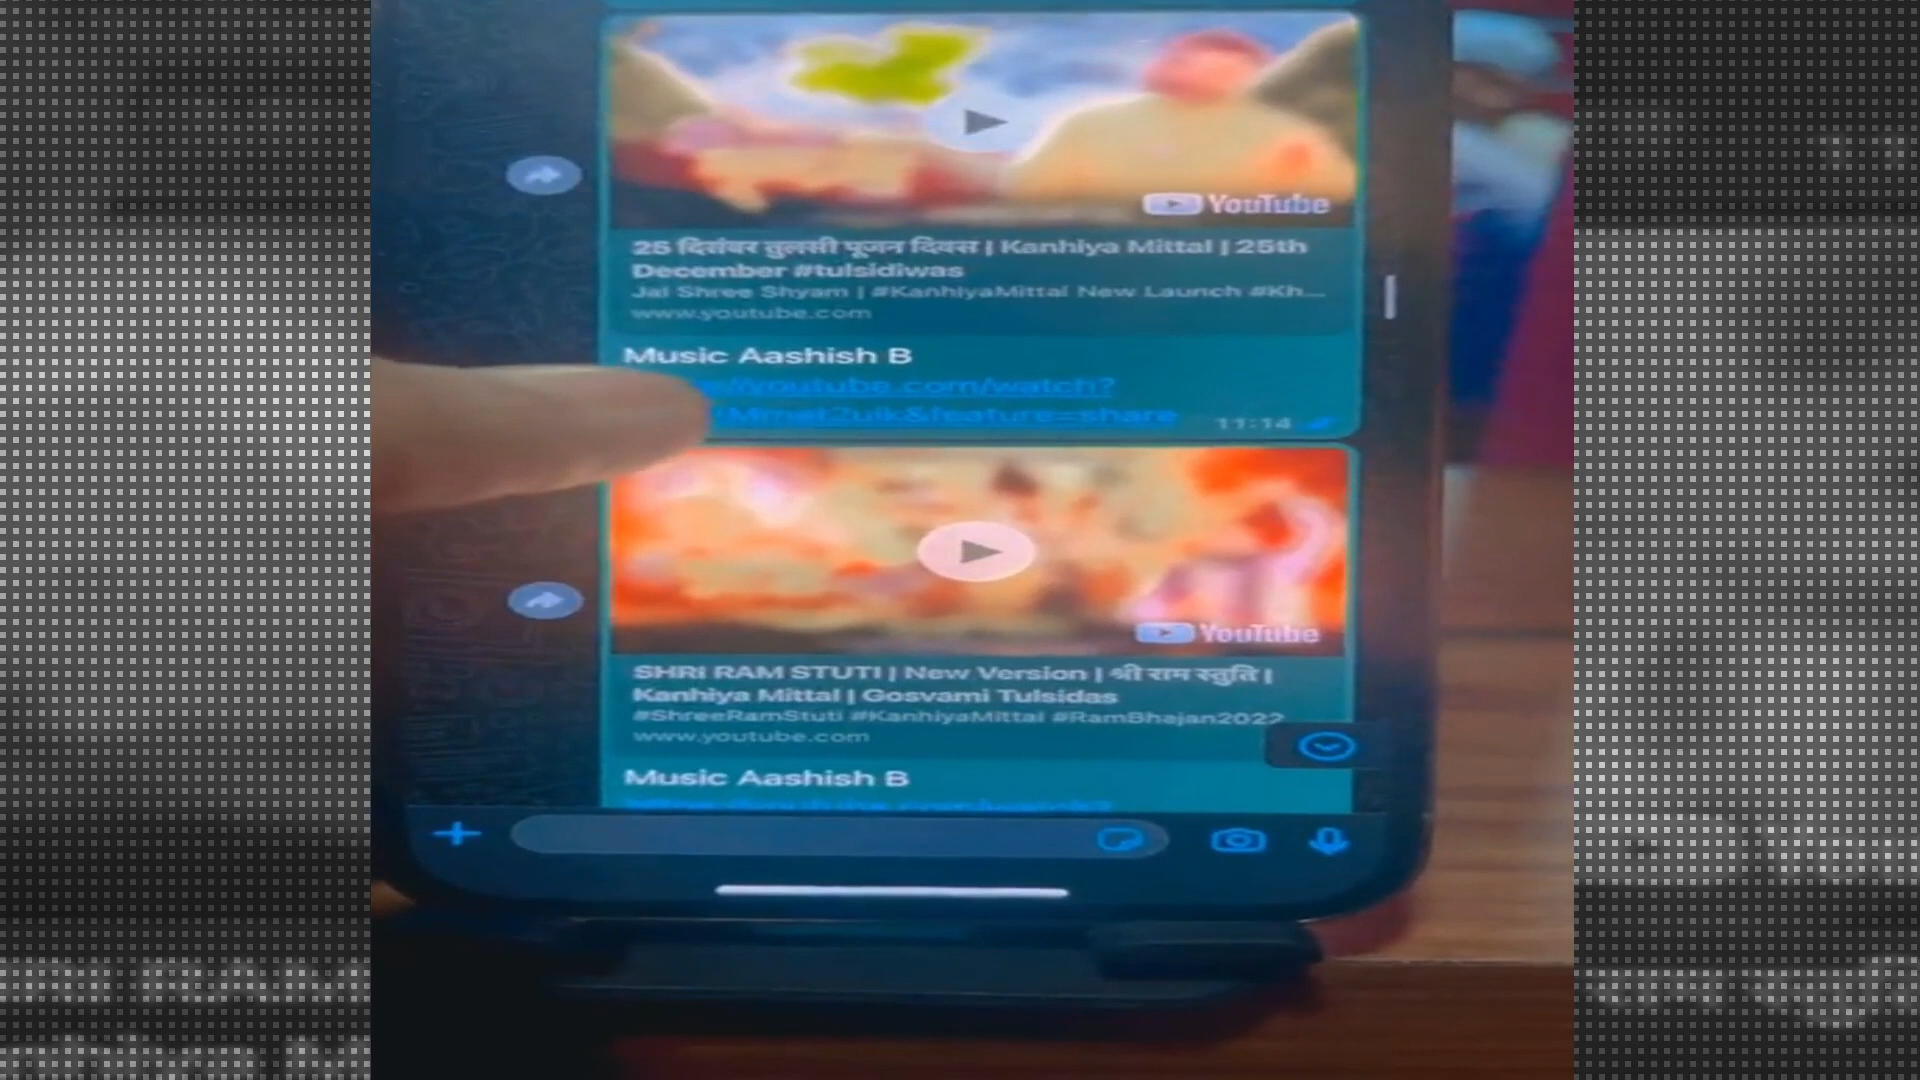 YouTube
25 दिसंबर तुलसी पूजन दिवस | Kanhiya Mittal | 25th
December #tulsidiwas
Jai Shree Shyam | #KanhiyaMittal New Launch #Kh...
www.youtube.com
Music Aashish B
youtube.com/watch?
&feature=share
11:14
YouTube
SHRI RAM STUTI | New Version | श्री राम स्तुति |
Kanhiya Mittal | Gosvami Tulsidas
#ShreeRamStuti #KanhiyaMittal #RamBhajan2022
www.youtube.com
Music Aashish B